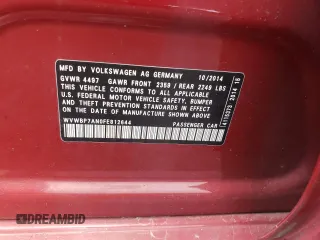 MFD BY VOLKSWAGEN AG GERMANY 10/2014
GVWR 4497 GAWR FRONT 2359 / REAR 2249 LBS
THIS VEHICLE CONFORMS TO ALL APPLICABLE
U.S. FEDERAL MOTOR VEHICLE SAFETY, BUMPER
AND THEFT PREVENTION STANDARDS IN EFFECT
ON THE DATE OF MANUFACTURE SHOWN ABOVE
WVWBP7AN0FE812644 PASSENGER CAR
2014
DREAMBID